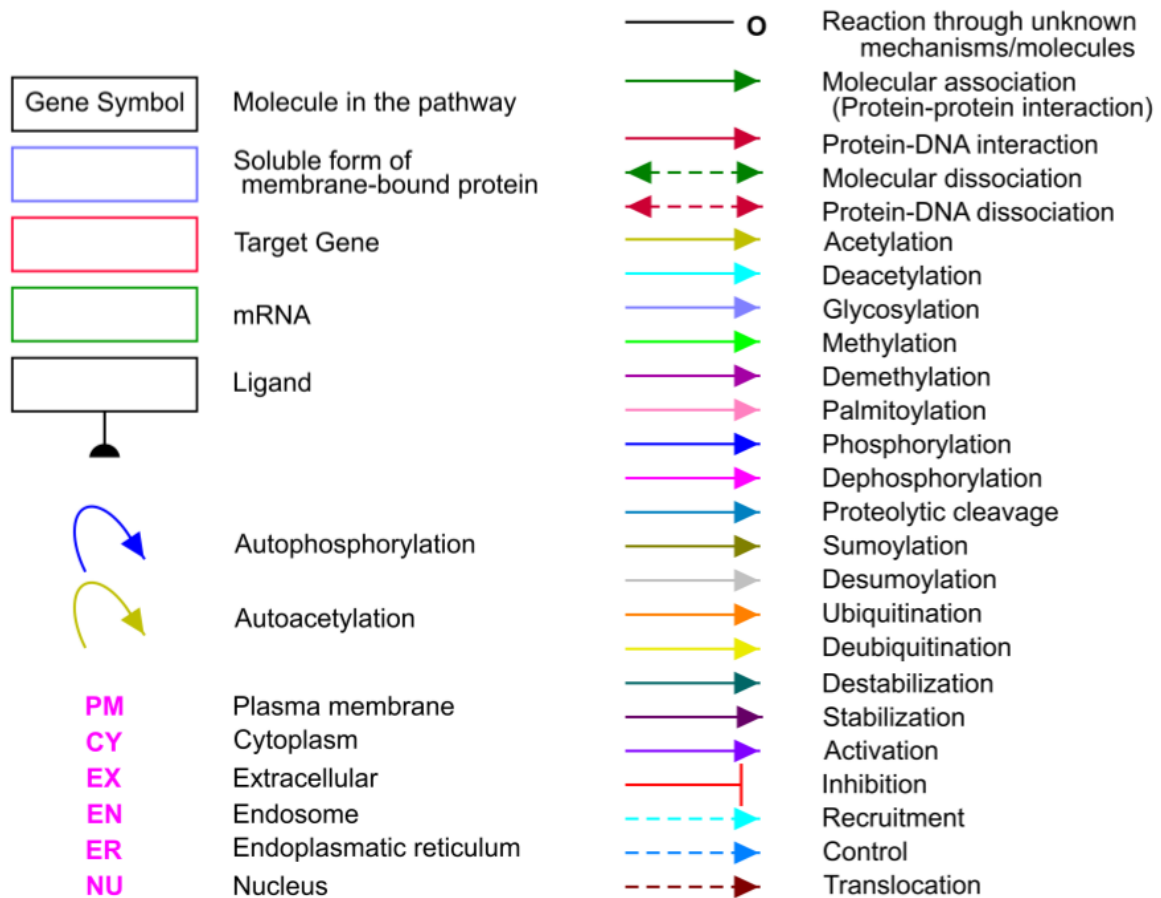 Gene Symbol
Molecule in the pathway
Soluble form of
membrane-bound protein
Target Gene
mRNA
Ligand
Autophosphorylation
Autoacetylation
PM Plasma membrane
CY Cytoplasm
EX Extracellular
EN Endosome
ER Endoplasmatic reticulum
NU Nucleus
O Reaction through unknown
mechanisms/molecules
Molecular association
(Protein-protein interaction)
Protein-DNA interaction
Molecular dissociation
Protein-DNA dissociation
Acetylation
Deacetylation
Glycosylation
Methylation
Demethylation
Palmitoylation
Phosphorylation
Dephosphorylation
Proteolytic cleavage
Sumoylation
Desumoylation
Ubiquitination
Deubiquitination
Destabilization
Stabilization
Activation
Inhibition
Recruitment
Control
Translocation